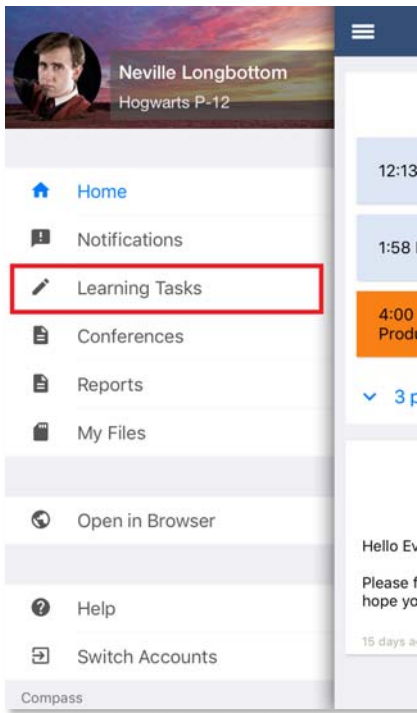 Neville Longbottom
Hogwarts P-12
Home
Notifications
Learning Tasks
Conferences
Reports
My Files
Open in Browser
Help
Switch Accounts
Compass
12:13
1:58
4:00
3
Hello
Please
hope
15 days